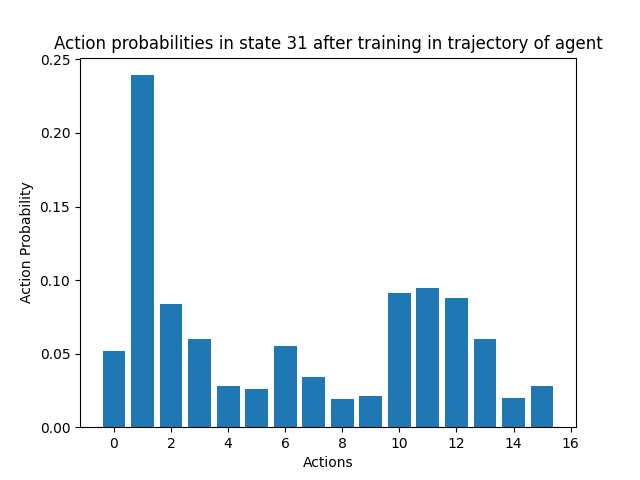 Action probabilities in state 31 after training in trajectory of agent
Action Probability
0.25
0.20
0.15
0.10
0.05
0.00
0 2 4 6 8 10 12 14 16
Actions